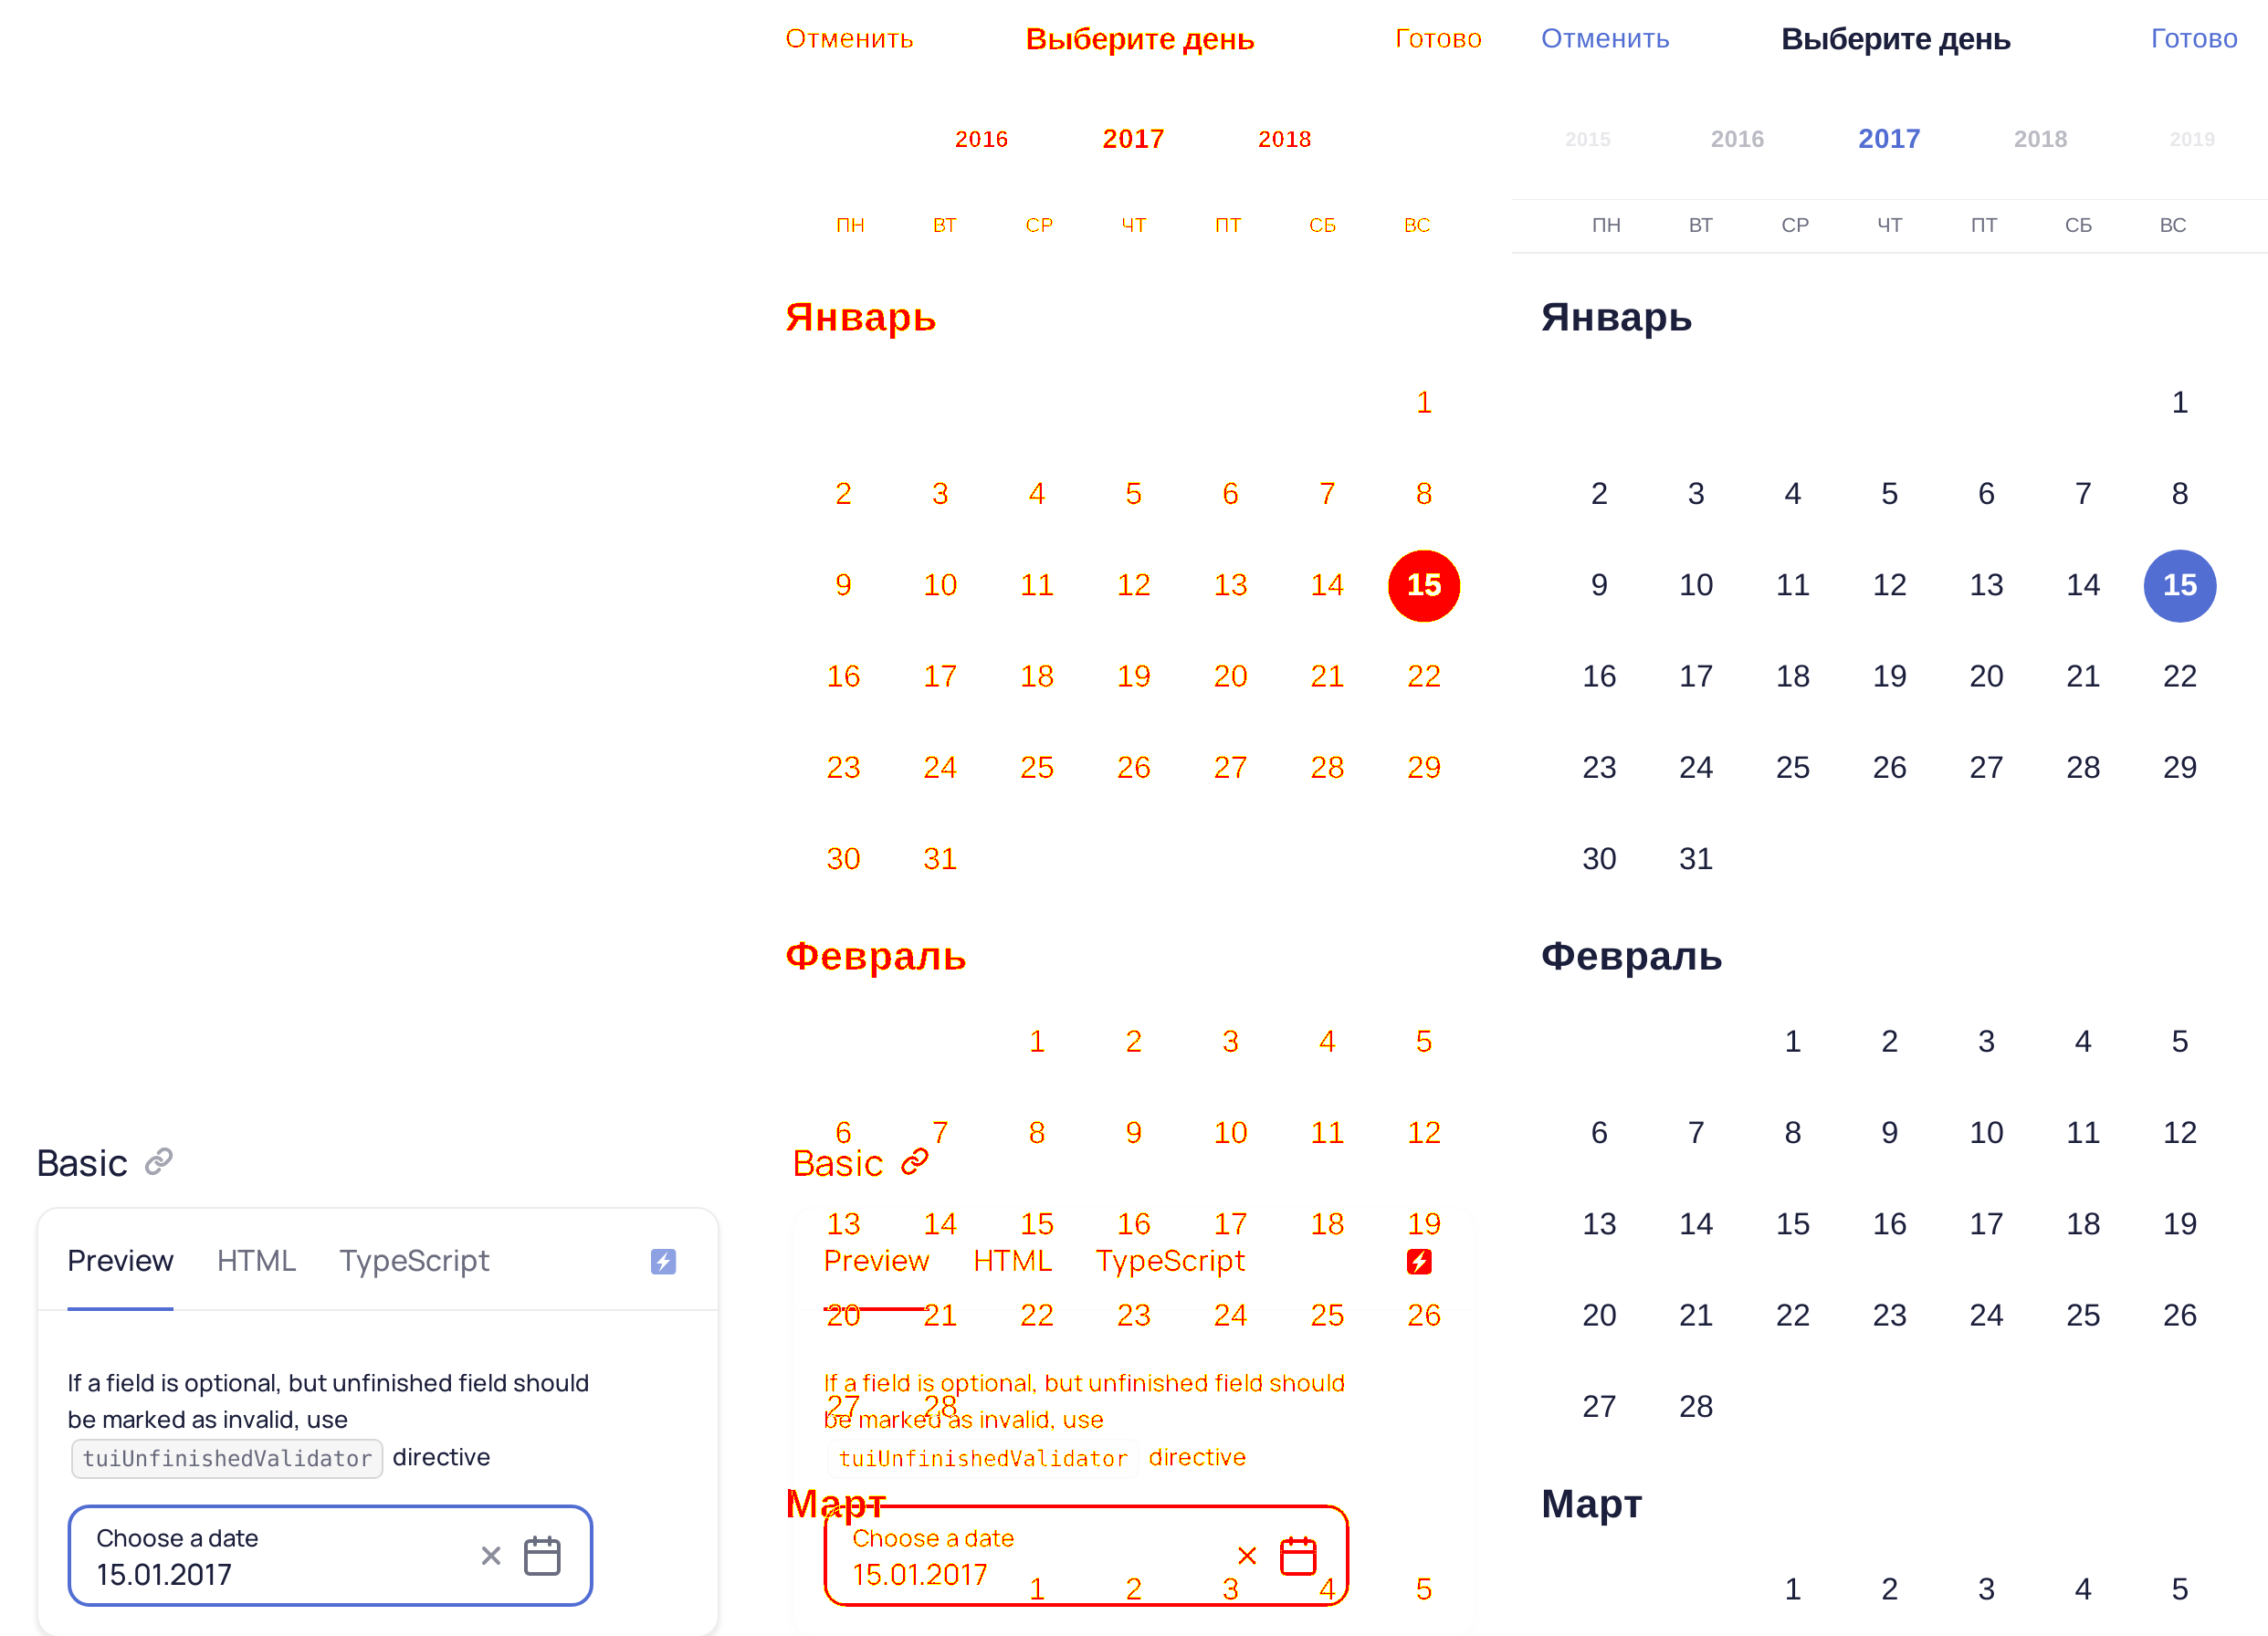 Basic
Preview HTML TypeScript
If a field is optional, but unfinished field should
be marked as invalid, use
tuiUnfinishedValidator directive
Choose a date
15.01.2017
Отменить Выберите день Готово
2016 2017 2018
ПН ВТ СР ЧТ ПТ СБ ВС
Январь
1
2 3 4 5 6 7 8
9 10 11 12 13 14 15
16 17 18 19 20 21 22
23 24 25 26 27 28 29
30 31
Февраль
1 2 3 4 5
6 7 8 9 10 11 12
Basic
13 14 15 16 17 18 19
Preview HTML TypeScript
20 21 22 23 24 25 26
If a field is optional, but unfinished field should
27 28
be marked as invalid, use
tuiUnfinishedValidator directive
Март
Choose a date
15.01.2017
1 2 3 4 5
Отменить Выберите день Готово
2015 2016 2017 2018 2019
ПН ВТ СР ЧТ ПТ СБ ВС
Январь
1
2 3 4 5 6 7 8
9 10 11 12 13 14 15
16 17 18 19 20 21 22
23 24 25 26 27 28 29
30 31
Февраль
1 2 3 4 5
6 7 8 9 10 11 12
13 14 15 16 17 18 19
20 21 22 23 24 25 26
27 28
Март
1 2 3 4 5